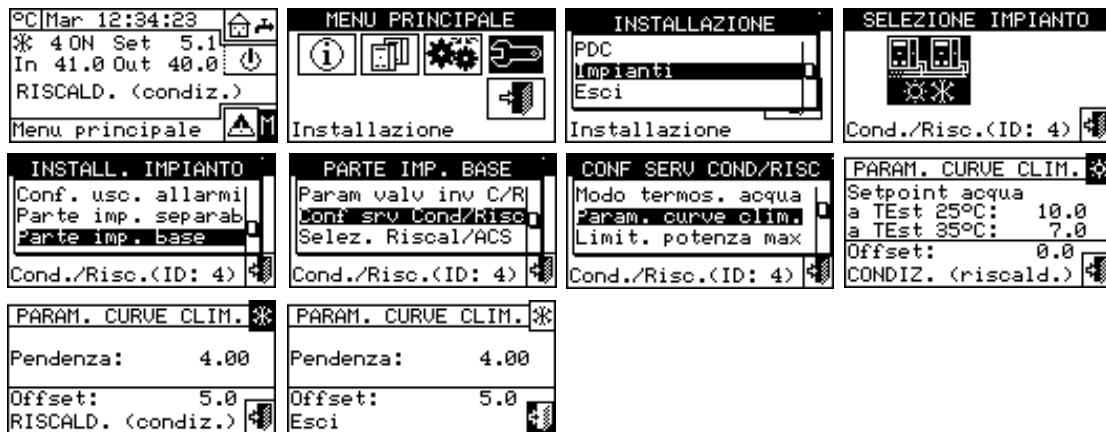 ºC Mar 12:34:23
4 ON Set 5.1
In 41.0 Out 40.0
RISCALD. (condiz.)
Menu principale M
MENU PRINCIPALE
Installazione
INSTALLAZIONE
PDC
Impianti
Esci
Installazione
SELEZIONE IMPIANTO
Cond./Risc.(ID: 4)
INSTALL. IMPIANTO
Conf. usc. allarmi
Parte imp. separab
Parte imp. base
Cond./Risc.(ID: 4)
PARTE IMP. BASE
Param valv inv C/R
Conf srv Cond/Risc
Selez. Riscal/ACS
Cond./Risc.(ID: 4)
CONF SERV COND/RISC
Modo termos. acqua
Param. curve clim.
Limit. potenza max
Cond./Risc.(ID: 4)
PARAM. CURVE CLIM.
Setpoint acqua
a TEst 25ºC: 10.0
a TEst 35ºC: 7.0
Offset: 0.0
CONDIZ. (riscald.)
PARAM. CURVE CLIM.
Pendenza: 4.00
Offset: 5.0
RISCALD. (condiz.)
PARAM. CURVE CLIM.
Pendenza: 4.00
Offset: 5.0
Esci